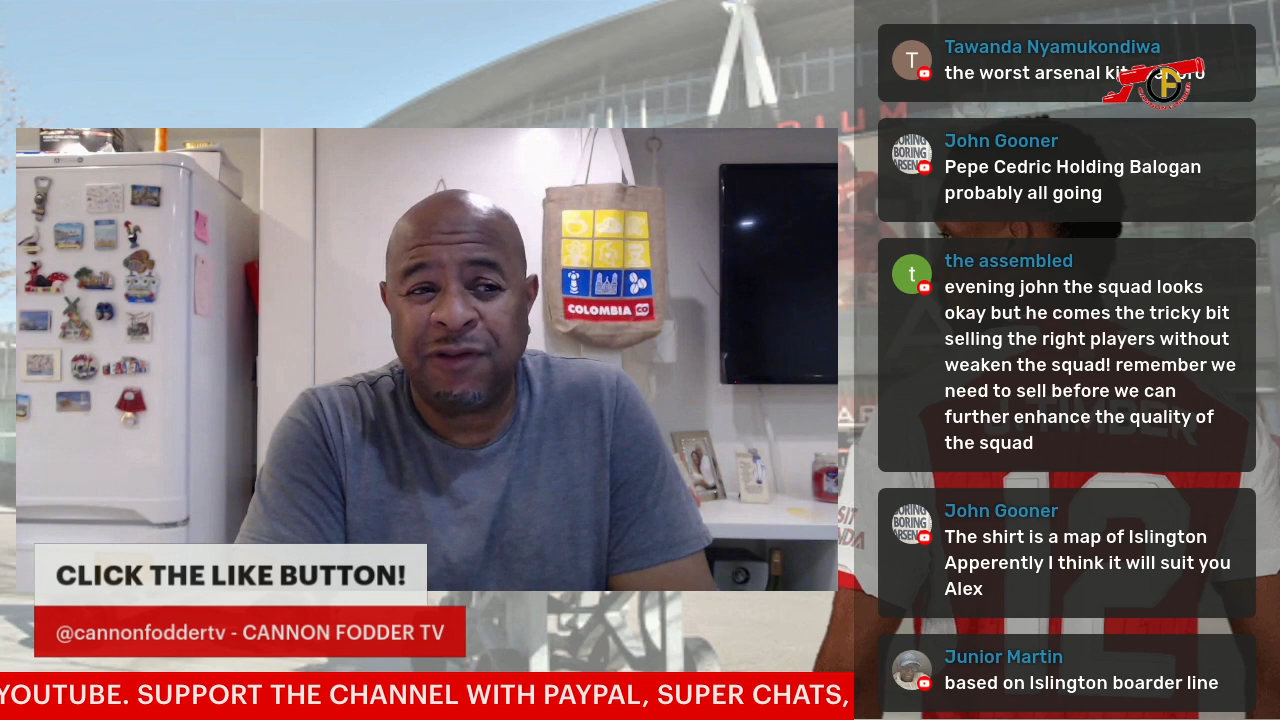 COLOMBIA CO
CLICK THE LIKE BUTTON!
@cannonfoddertv - CANNON FODDER TV
YOUTUBE. SUPPORT THE CHANNEL WITH PAYPAL, SUPER CHATS,
T
Tawanda Nyamukondiwa
the worst arsenal
John Gooner
BORING
Pepe Cedric Holding Balogan
probably all going
t
the assembled
evening john the squad looks
okay but he comes the tricky bit
selling the right players without
weaken the squad! remember we
need to sell before we can
further enhance the quality of
the squad
John Gooner
BORING
The shirt is a map of Islington
Apperently I think it will suit you
Alex
Junior Martin
based on Islington boarder line
12